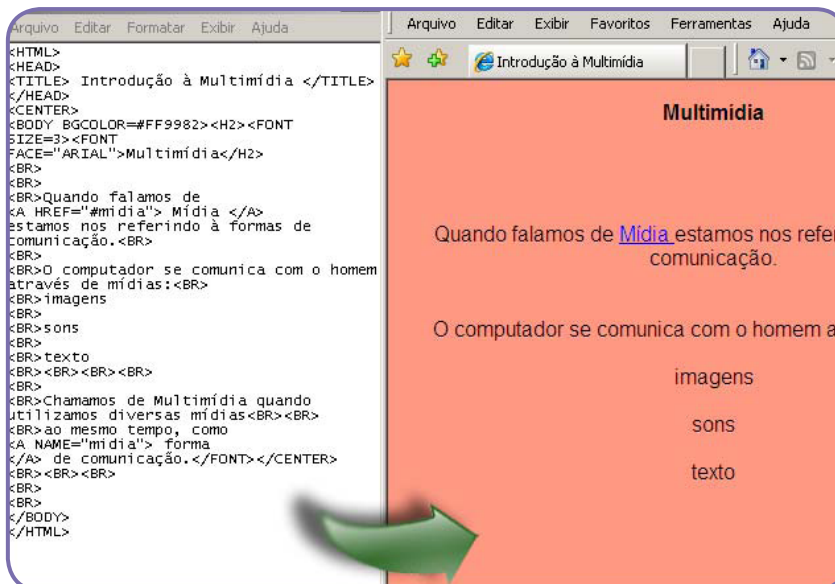 Arquivo Editar Formatar Exibir Ajuda
<HTML>
<HEAD>
<TITLE> Introdução à Multimídia </TITLE>
</HEAD>
<CENTER>
<BODY BGCOLOR=#FF9982><H2><FONT
SIZE=3><FONT
FACE="ARIAL">Multimídia</H2>
<BR>
<BR>
<BR>Quando falamos de
<A HREF="#midia"> Mídia </A>
estamos nos referindo à formas de
comunicação.<BR>
<BR>
<BR>O computador se comunica com o homem
através de mídias:<BR>
<BR>imagens
<BR>
<BR>sons
<BR>
<BR>texto
<BR><BR><BR><BR>
<BR>
<BR>Chamamos de Multimídia quando
utilizamos diversas mídias<BR><BR>
<BR>ao mesmo tempo, como
<A NAME="midia"> forma
</A> de comunicação.</FONT></CENTER>
<BR><BR><BR>
<BR>
<BR>
</BODY>
</HTML>
Arquivo Editar Exibir Favoritos Ferramentas Ajuda
Introdução à Multimídia
Multimídia
Quando falamos de Mídia estamos nos refer
comunicação.
O computador se comunica com o homem a
imagens
sons
texto